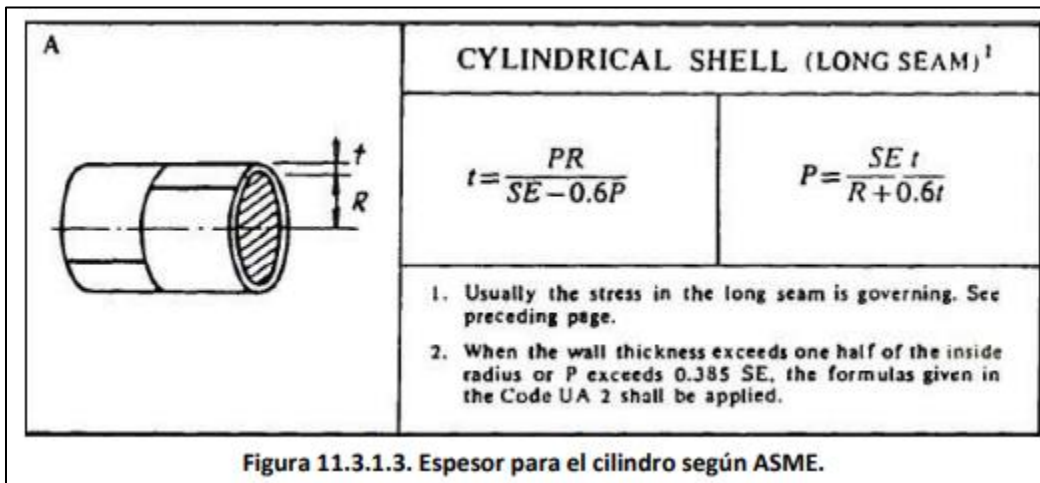 A
CYLINDRICAL SHELL (LONG SEAM)¹
t
R
t = PR / SE − 0.6P
P = SE t / R + 0.6t
1. Usually the stress in the long seam is governing. See
preceding page.
2. When the wall thickness exceeds one half of the inside
radius or P exceeds 0.385 SE, the formulas given in
the Code UA 2 shall be applied.
Figura 11.3.1.3. Espesor para el cilindro según ASME.